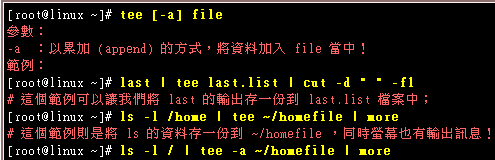 [root@linux ~]# tee [-a] file
參數：
-a  ：以累加 (append) 的方式，將資料加入 file 當中！
範例：
[root@linux ~]# last | tee last.list | cut -d " " -f1
# 這個範例可以讓我們將 last 的輸出存一份到 last.list 檔案中；
[root@linux ~]# ls -l /home | tee ~/homefile | more
# 這個範例則是將 ls 的資料存一份到 ~/homefile ，同時螢幕也有輸出訊息！
[root@linux ~]# ls -l / | tee -a ~/homefile | more